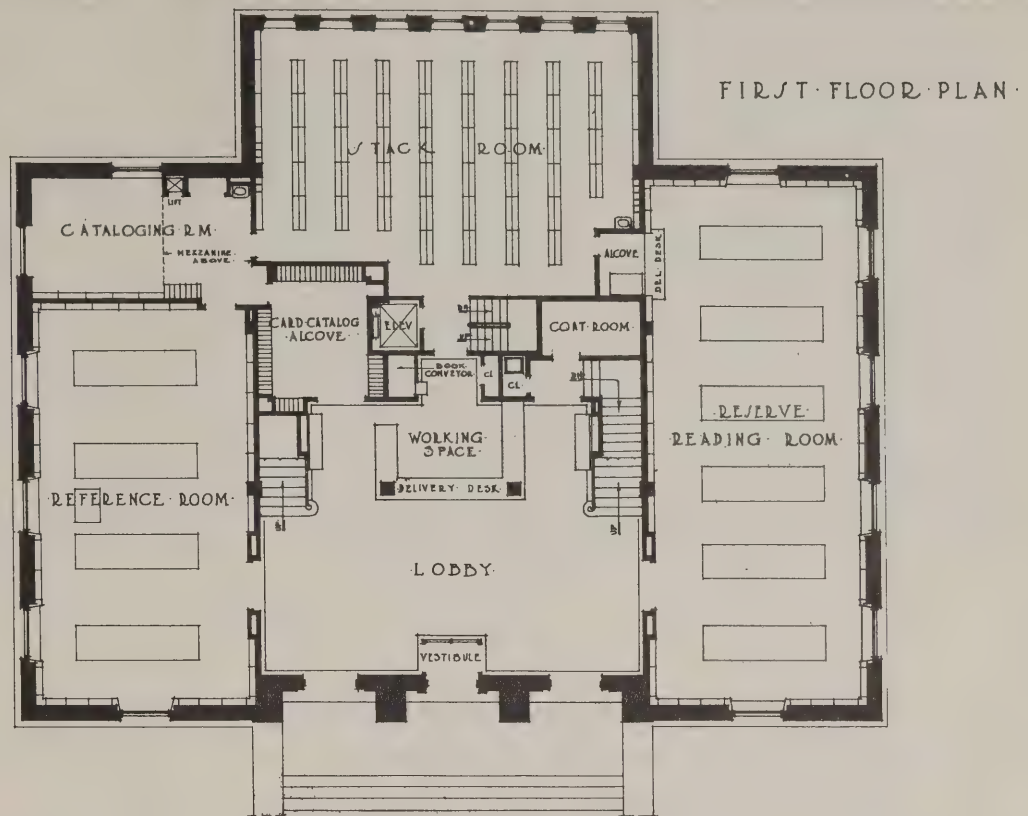 FIRST·FLOOR·PLAN·
STACK ROOM
LIFT
CATALOGING·RM·
MEZZANINE
ABOVE
ALCOVE
DEL. DESK
CARD·CATALOG
·ALCOVE·
ELEV
DN
UP
COAT·ROOM·
BOOK
CONVEYOR
CL
CL
DN
·RESERVE·
READING· ROOM·
WORKING·
SPACE
·DELIVERY·DESK·
·REFERENCE·ROOM·
UP
UP
·LOBBY·
VESTIBULE